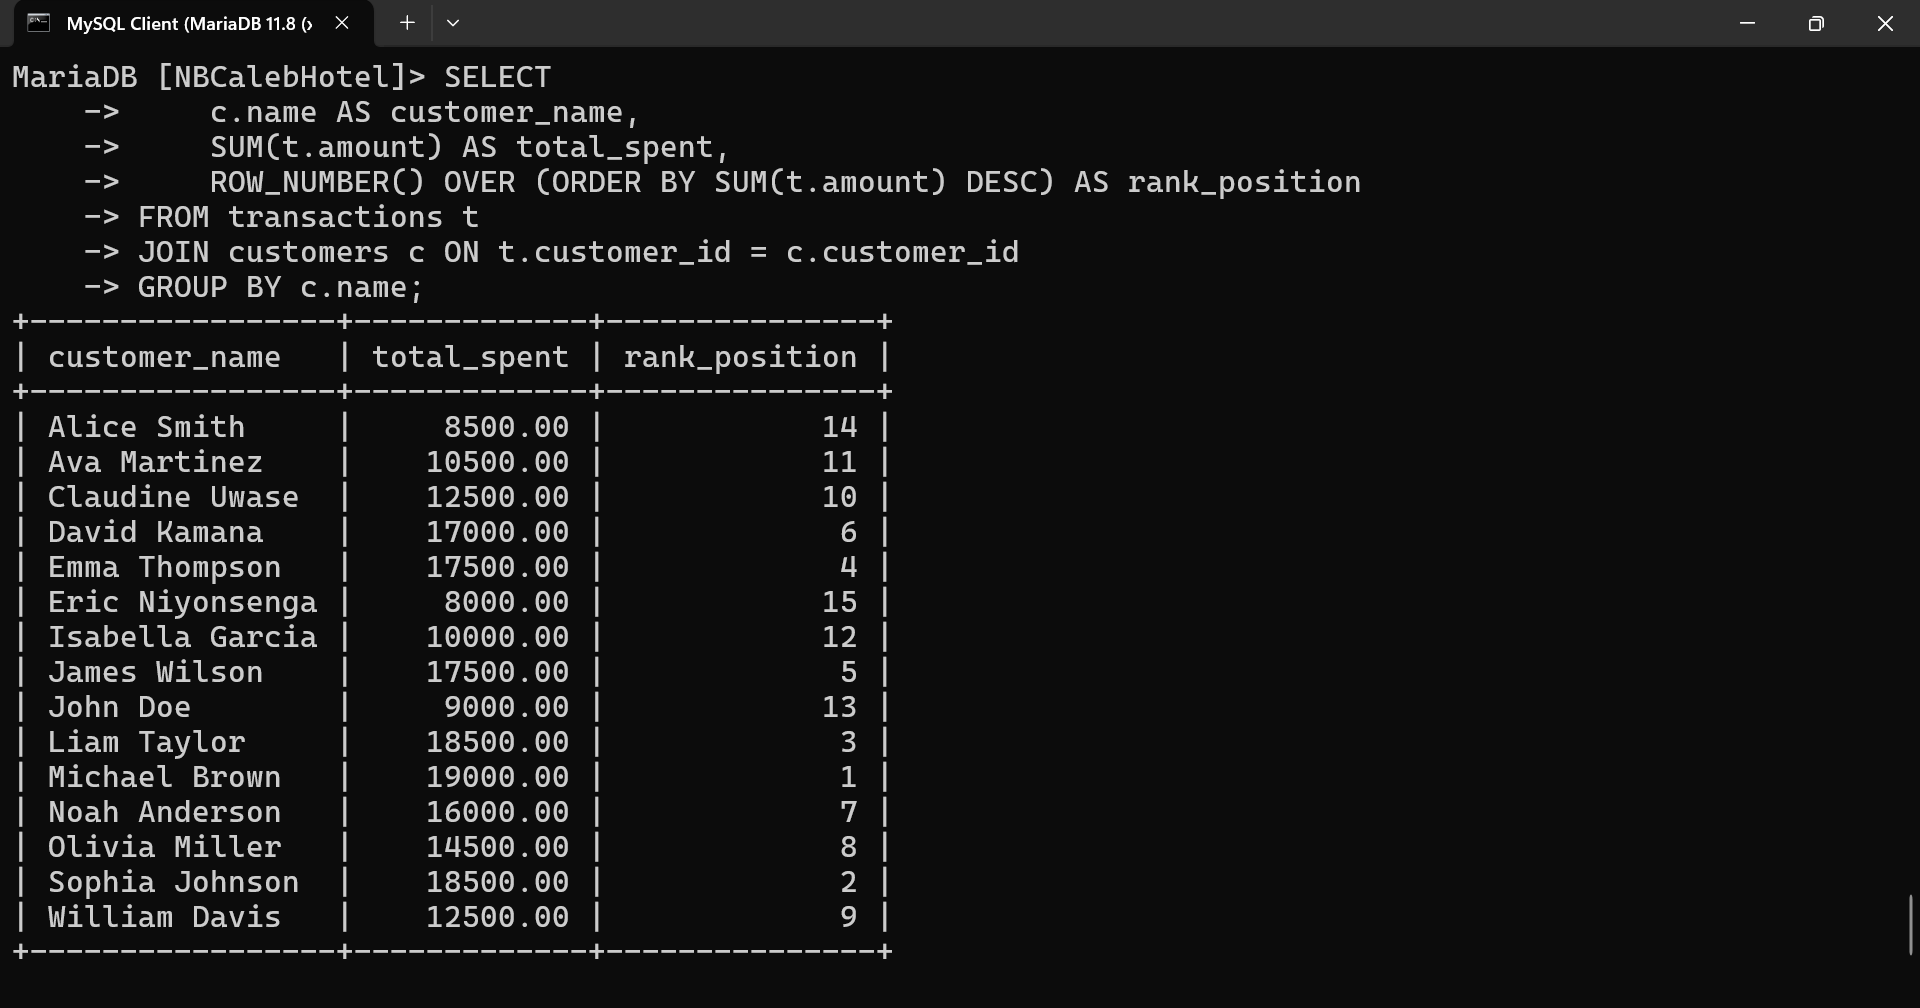 MySQL Client (MariaDB 11.8 (x
MariaDB [NBCalebHotel]> SELECT
    ->     c.name AS customer_name,
    ->     SUM(t.amount) AS total_spent,
    ->     ROW_NUMBER() OVER (ORDER BY SUM(t.amount) DESC) AS rank_position
    -> FROM transactions t
    -> JOIN customers c ON t.customer_id = c.customer_id
    -> GROUP BY c.name;
+-----------------+-------------+---------------+
| customer_name   | total_spent | rank_position |
+-----------------+-------------+---------------+
| Alice Smith     |     8500.00 |            14 |
| Ava Martinez    |    10500.00 |            11 |
| Claudine Uwase  |    12500.00 |            10 |
| David Kamana    |    17000.00 |             6 |
| Emma Thompson   |    17500.00 |             4 |
| Eric Niyonsenga |     8000.00 |            15 |
| Isabella Garcia |    10000.00 |            12 |
| James Wilson    |    17500.00 |             5 |
| John Doe        |     9000.00 |            13 |
| Liam Taylor     |    18500.00 |             3 |
| Michael Brown   |    19000.00 |             1 |
| Noah Anderson   |    16000.00 |             7 |
| Olivia Miller   |    14500.00 |             8 |
| Sophia Johnson  |    18500.00 |             2 |
| William Davis   |    12500.00 |             9 |
+-----------------+-------------+---------------+